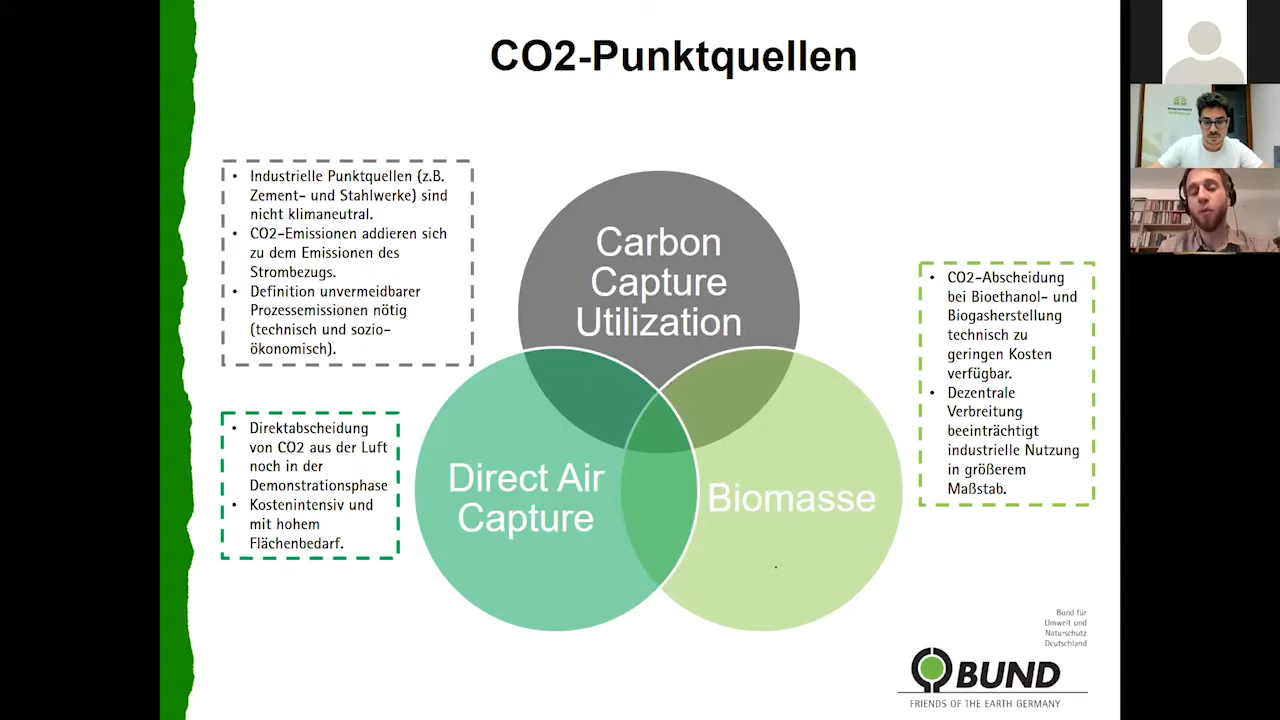 CO2-Punktquellen
• Industrielle Punktquellen (z.B.
Zement- und Stahlwerke) sind
nicht klimaneutral.
• CO2-Emissionen addieren sich
zu dem Emissionen des
Strombezugs.
• Definition unvermeidbarer
Prozessemissionen nötig
(technisch und sozio-
ökonomisch).
Carbon
Capture
Utilization
• CO2-Abscheidung
bei Bioethanol- und
Biogasherstellung
technisch zu
geringen Kosten
verfügbar.
• Dezentrale
Verbreitung
beeinträchtigt
industrielle Nutzung
in größerem
Maßstab.
• Direktabscheidung
von CO2 aus der Luft
noch in der
Demonstrationsphase
• Kostenintensiv und
mit hohem
Flächenbedarf.
Direct Air
Capture
Biomasse
Bund für
Umwelt und
Naturschutz
Deutschland
BUND
FRIENDS OF THE EARTH GERMANY